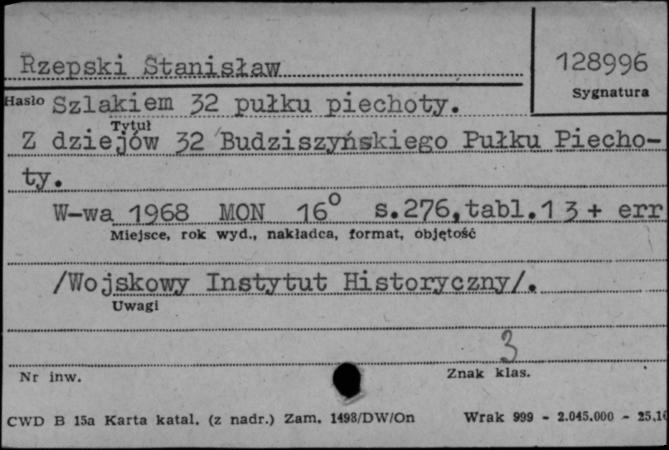 Rzepski Stanisław
128996
Sygnatura
Hasło Szlakiem 32 pułku piechoty.
Tytuł
Z dziejów 32 Budziszyńskiego Pułku Piecho-
ty.
W-wa 1968 MON 16° s.276,tabl.13+ err
Miejsce, rok wyd., nakładca, format, objętość
/Wojskowy Instytut Historyczny/.
Uwagi
3
Nr inw.
Znak klas.
CWD B 15a Karta katal. (z nadr.) Zam. 1498/DW/On Wrak 999 - 2.045.000 -